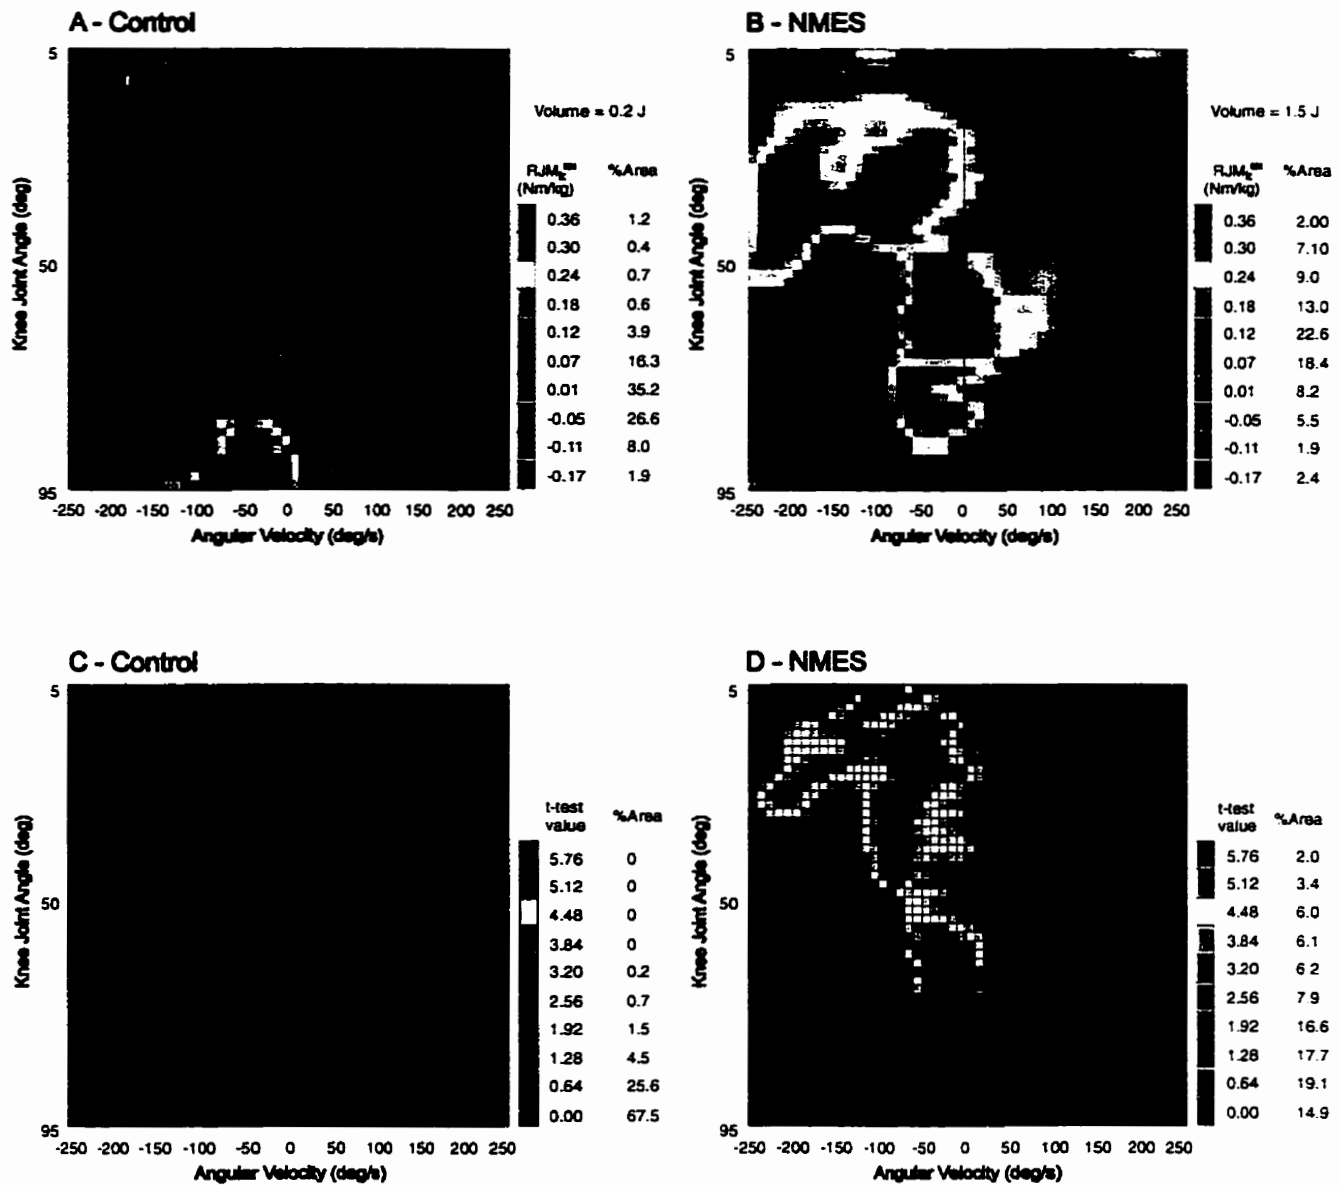 A - Control
5
50
95
Knee Joint Angle (deg)
-250 -200 -150 -100 -50 0 50 100 150 200 250
Angular Velocity (deg/s)
Volume = 0.2 J
%Area
(Nm/kg)
0.36 1.2
0.30 0.4
0.24 0.7
0.18 0.6
0.12 3.9
0.07 16.3
0.01 35.2
-0.05 26.6
-0.11 8.0
-0.17 1.9
B - NMES
5
50
95
Knee Joint Angle (deg)
-250 -200 -150 -100 -50 0 50 100 150 200 250
Angular Velocity (deg/s)
Volume = 1.5 J
%Area
(Nm/kg)
0.36 2.00
0.30 7.10
0.24 9.0
0.18 13.0
0.12 22.6
0.07 18.4
0.01 8.2
-0.05 5.5
-0.11 1.9
-0.17 2.4
C - Control
5
50
95
Knee Joint Angle (deg)
-250 -200 -150 -100 -50 0 50 100 150 200 250
Angular Velocity (deg/s)
t-test
value %Area
5.76 0
5.12 0
4.48 0
3.84 0
3.20 0.2
2.56 0.7
1.92 1.5
1.28 4.5
0.64 25.6
0.00 67.5
D - NMES
5
50
95
Knee Joint Angle (deg)
-250 -200 -150 -100 -50 0 50 100 150 200 250
Angular Velocity (deg/s)
t-test
value %Area
5.76 2.0
5.12 3.4
4.48 6.0
3.84 6.1
3.20 6.2
2.56 7.9
1.92 16.6
1.28 17.7
0.64 19.1
0.00 14.9